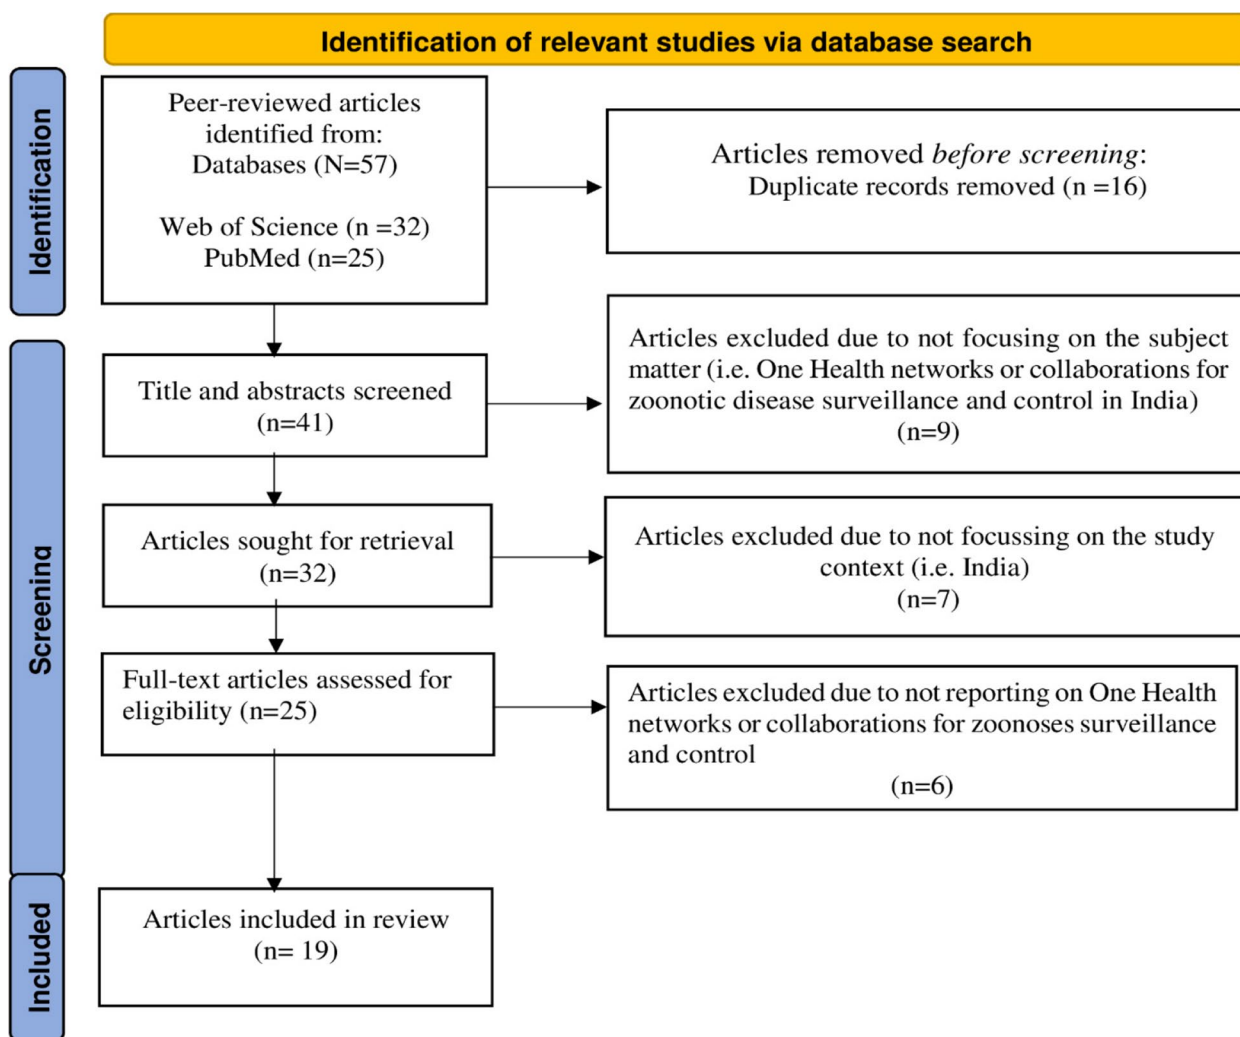 Identification of relevant studies via database search
Identification
Peer-reviewed articles
identified from:
Databases (N=57)
Web of Science (n =32)
PubMed (n=25)
Articles removed before screening:
Duplicate records removed (n =16)
Screening
Title and abstracts screened
(n=41)
Articles excluded due to not focusing on the subject
matter (i.e. One Health networks or collaborations for
zoonotic disease surveillance and control in India)
(n=9)
Articles sought for retrieval
(n=32)
Articles excluded due to not focussing on the study
context (i.e. India)
(n=7)
Full-text articles assessed for
eligibility (n=25)
Articles excluded due to not reporting on One Health
networks or collaborations for zoonoses surveillance
and control
(n=6)
Included
Articles included in review
(n= 19)